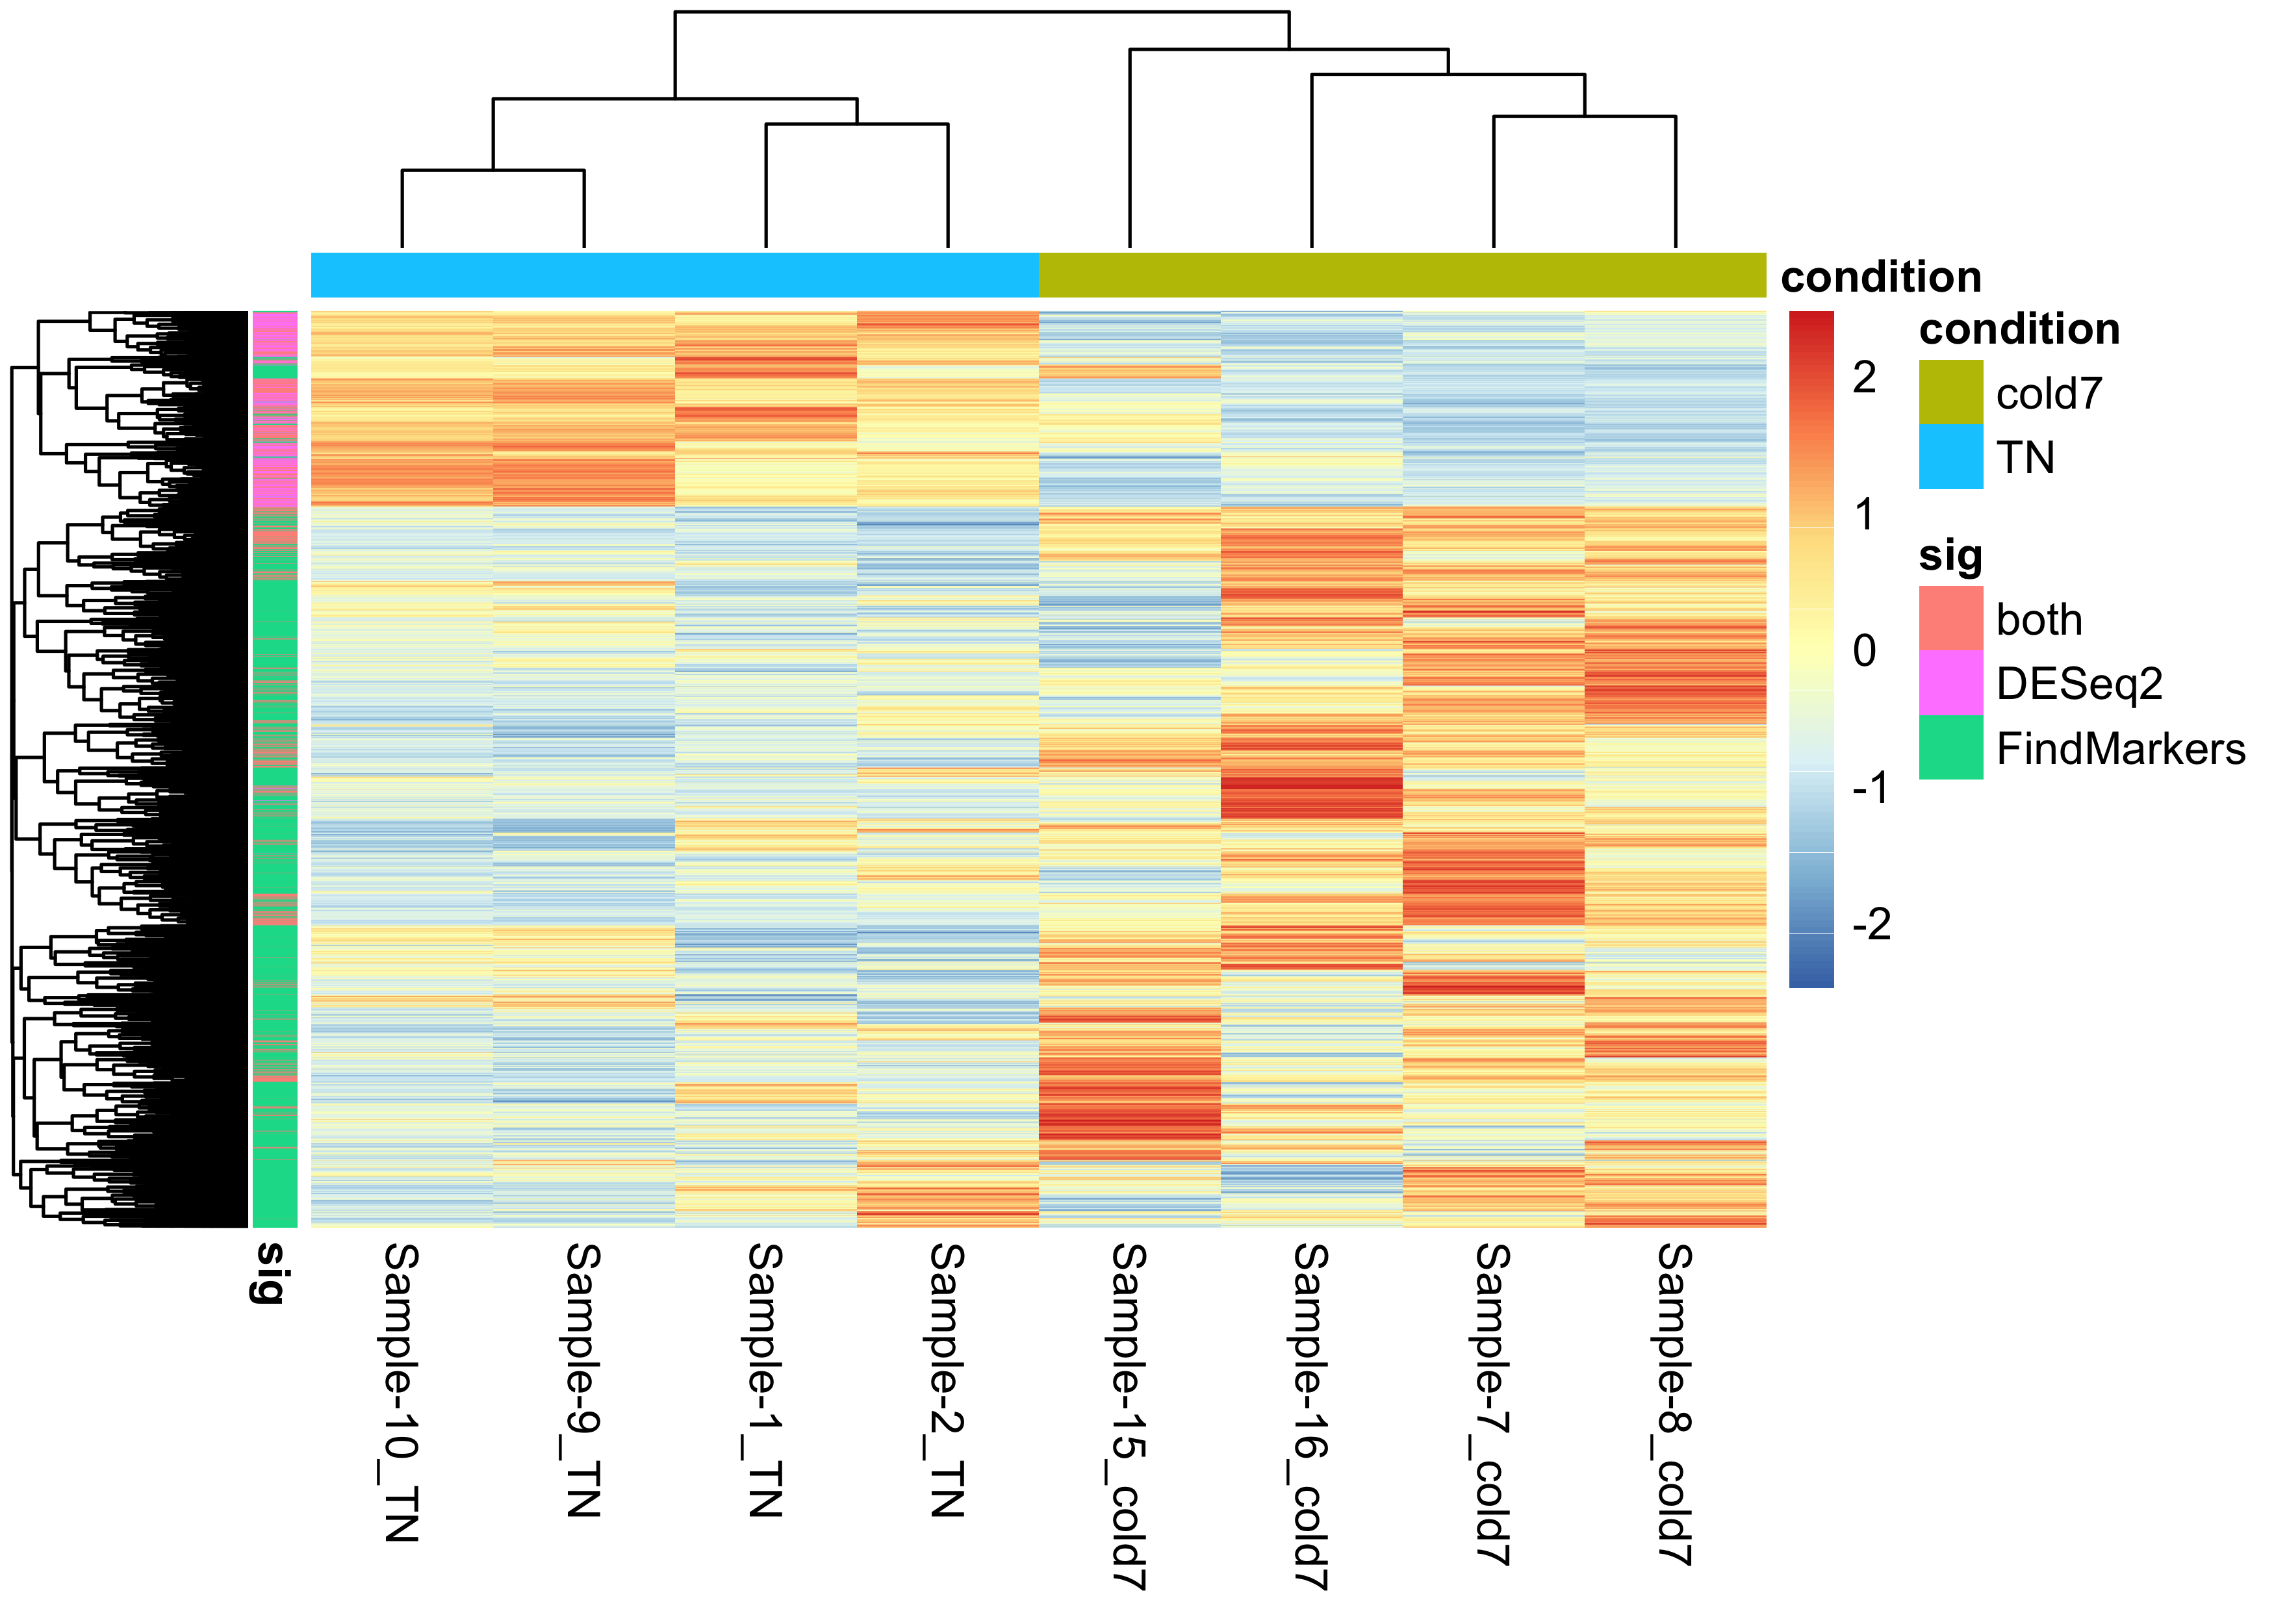 condition
condition
cold7
TN
sig
both
DESeq2
FindMarkers
2
1
0
-1
-2
sig
Sample-10_TN
Sample-9_TN
Sample-1_TN
Sample-2_TN
Sample-15_cold7
Sample-16_cold7
Sample-7_cold7
Sample-8_cold7